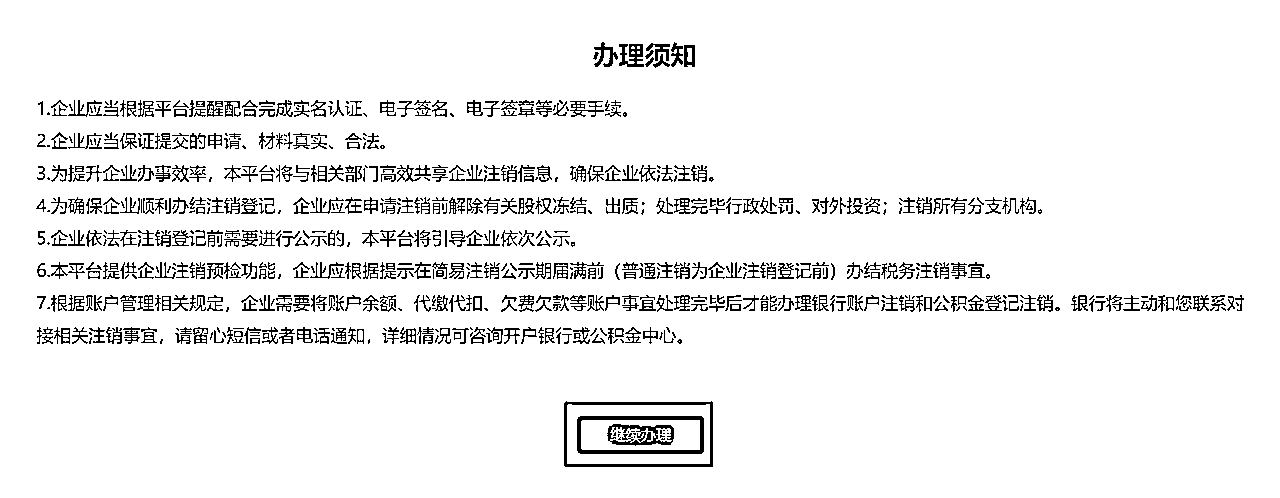 办理须知
1.企业应当根据平台提醒配合完成实名认证、电子签名、电子签章等必要手续。
2.企业应当保证提交的申请、材料真实、合法。
3.为提升企业办事效率，本平台将与相关部门高效共享企业注销信息，确保企业依法注销。
4.为确保企业顺利办结注销登记，企业应在申请注销前解除有关股权冻结、出质；处理完毕行政处罚、对外投资；注销所有分支机构。
5.企业依法在注销登记前需要进行公示的，本平台将引导企业依次公示。
6.本平台提供企业注销预检功能，企业应根据提示在简易注销公示期届满前（普通注销为企业注销登记前）办结税务注销事宜。
7.根据账户管理相关规定，企业需要将账户余额、代缴代扣、欠费欠款等账户事宜处理完毕后才能办理银行账户注销和公积金登记注销。银行将主动和您联系对
接相关注销事宜，请留心短信或者电话通知，详细情况可咨询开户银行或公积金中心。
继续办理